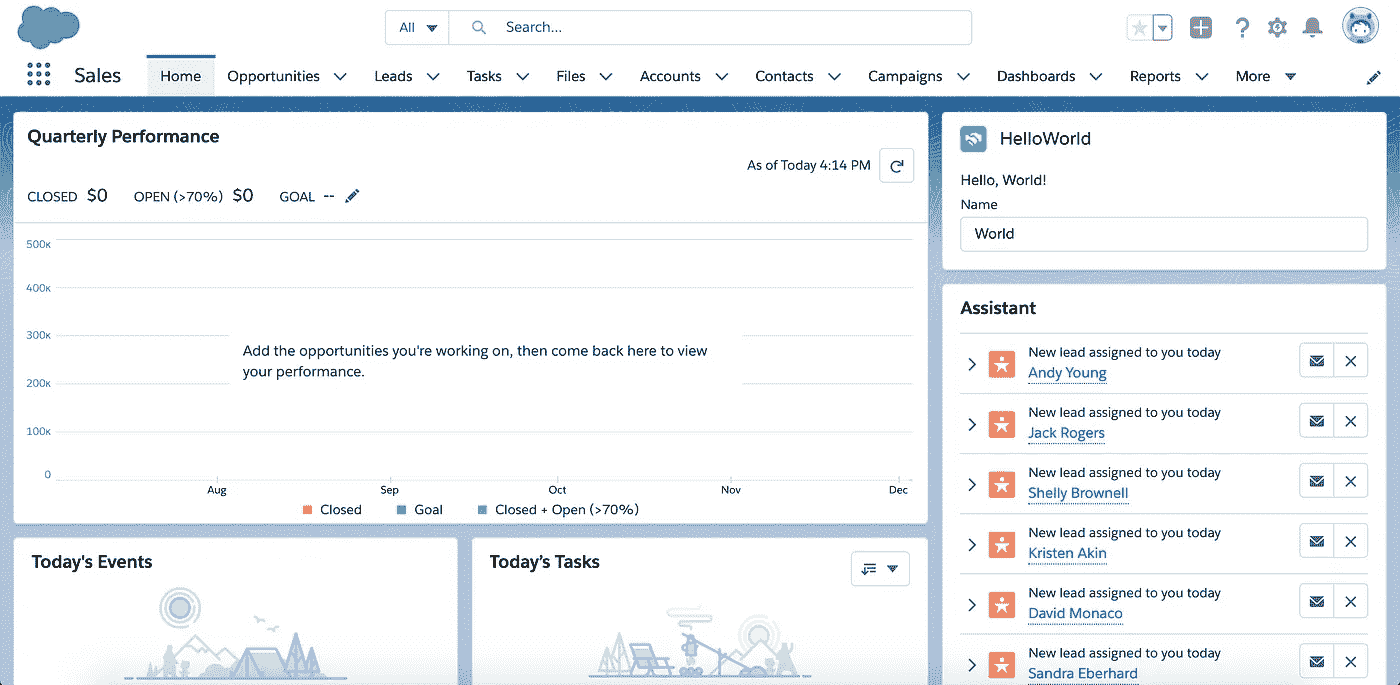 All
Search...
Sales
Home
Opportunities
Leads
Tasks
Files
Accounts
Contacts
Campaigns
Dashboards
Reports
More
Quarterly Performance
As of Today 4:14 PM
CLOSED $0 OPEN (>70%) $0 GOAL --
500K
400K
300K
200K
100K
0
Add the opportunities you're working on, then come back here to view
your performance.
Aug Sep Oct Nov Dec
Closed Goal Closed + Open (>70%)
Today's Events
Today's Tasks
HelloWorld
Hello, World!
Name
World
Assistant
New lead assigned to you today
Andy Young
New lead assigned to you today
Jack Rogers
New lead assigned to you today
Shelly Brownell
New lead assigned to you today
Kristen Akin
New lead assigned to you today
David Monaco
New lead assigned to you today
Sandra Eberhard